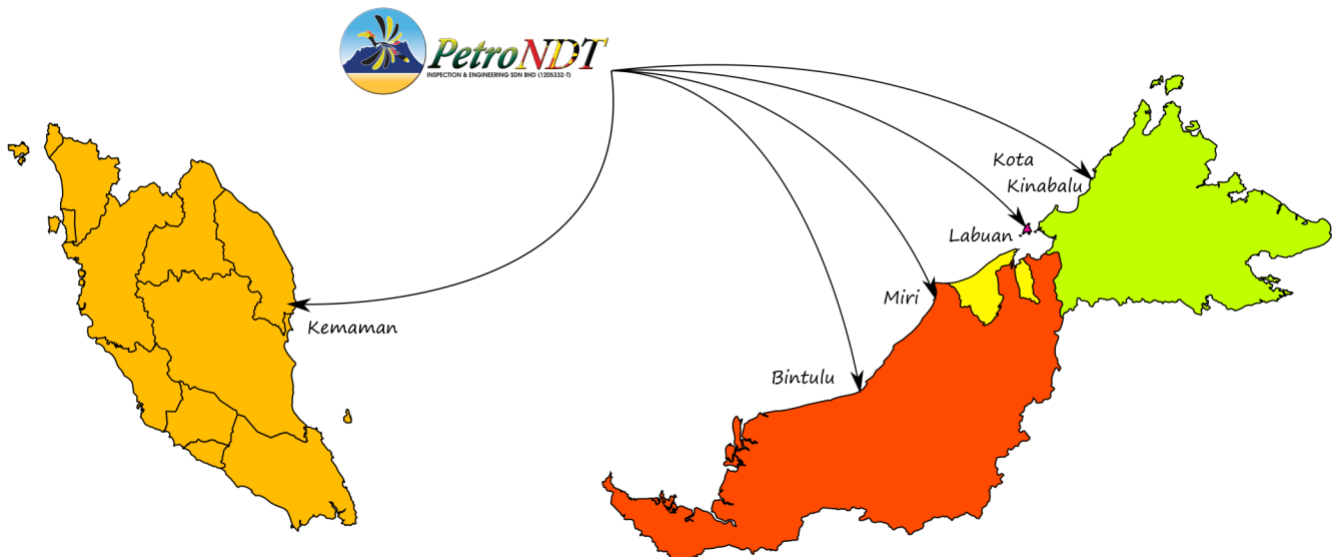 PetroNDT
INSPECTION & ENGINEERING SDN BHD (1205332-T)
Kota
Kinabalu
Labuan
Miri
Kemaman
Bintulu